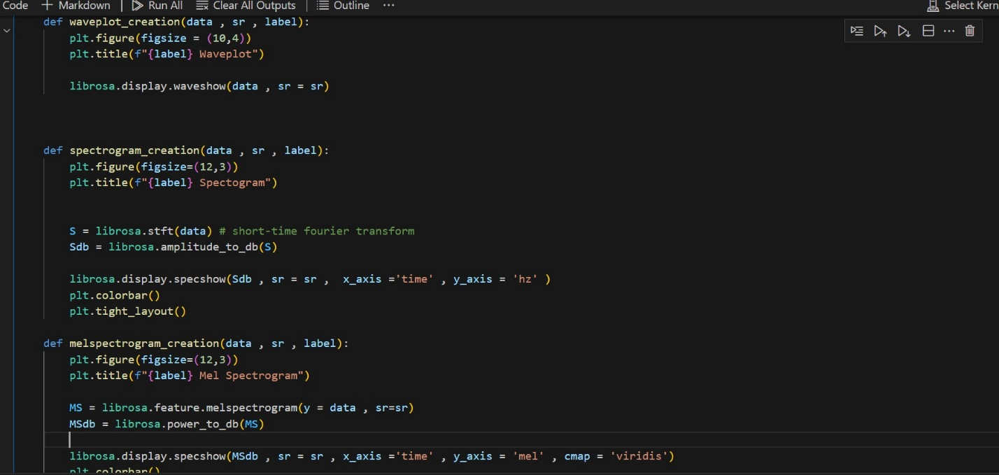 Code + Markdown Run All Clear All Outputs Outline ... Select Kern
def waveplot_creation(data , sr , label):
plt.figure(figsize = (10,4))
plt.title(f"{label} Waveplot")
librosa.display.waveshow(data , sr = sr)
def spectrogram_creation(data , sr , label):
plt.figure(figsize=(12,3))
plt.title(f"{label} Spectogram")
S = librosa.stft(data) # short-time fourier transform
Sdb = librosa.amplitude_to_db(S)
librosa.display.specshow(Sdb , sr = sr ,  x_axis ='time' , y_axis = 'hz' )
plt.colorbar()
plt.tight_layout()
def melspectrogram_creation(data , sr , label):
plt.figure(figsize=(12,3))
plt.title(f"{label} Mel Spectrogram")
MS = librosa.feature.melspectrogram(y = data , sr=sr)
MSdb = librosa.power_to_db(MS)
librosa.display.specshow(MSdb , sr = sr , x_axis ='time' , y_axis = 'mel' , cmap = 'viridis')
plt.colorbar()